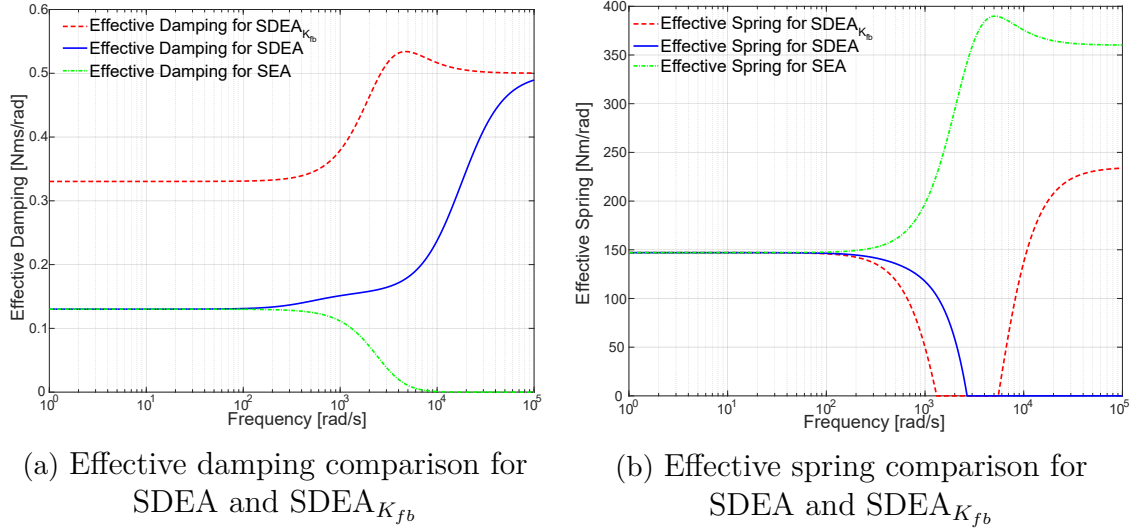 0.6
0.5
0.4
0.3
0.2
0.1
0
Effective Damping [Nms/rad]
Effective Damping for SDEA_{K_{fb}}
Effective Damping for SDEA
Effective Damping for SEA
10^0
10^1
10^2
10^3
10^4
10^5
Frequency [rad/s]
(a) Effective damping comparison for
SDEA and SDEA_{K_{fb}}
400
350
300
250
200
150
100
50
0
Effective Spring [Nm/rad]
Effective Spring for SDEA_{K_{fb}}
Effective Spring for SDEA
Effective Spring for SEA
10^0
10^1
10^2
10^3
10^4
10^5
Frequency [rad/s]
(b) Effective spring comparison for
SDEA and SDEA_{K_{fb}}